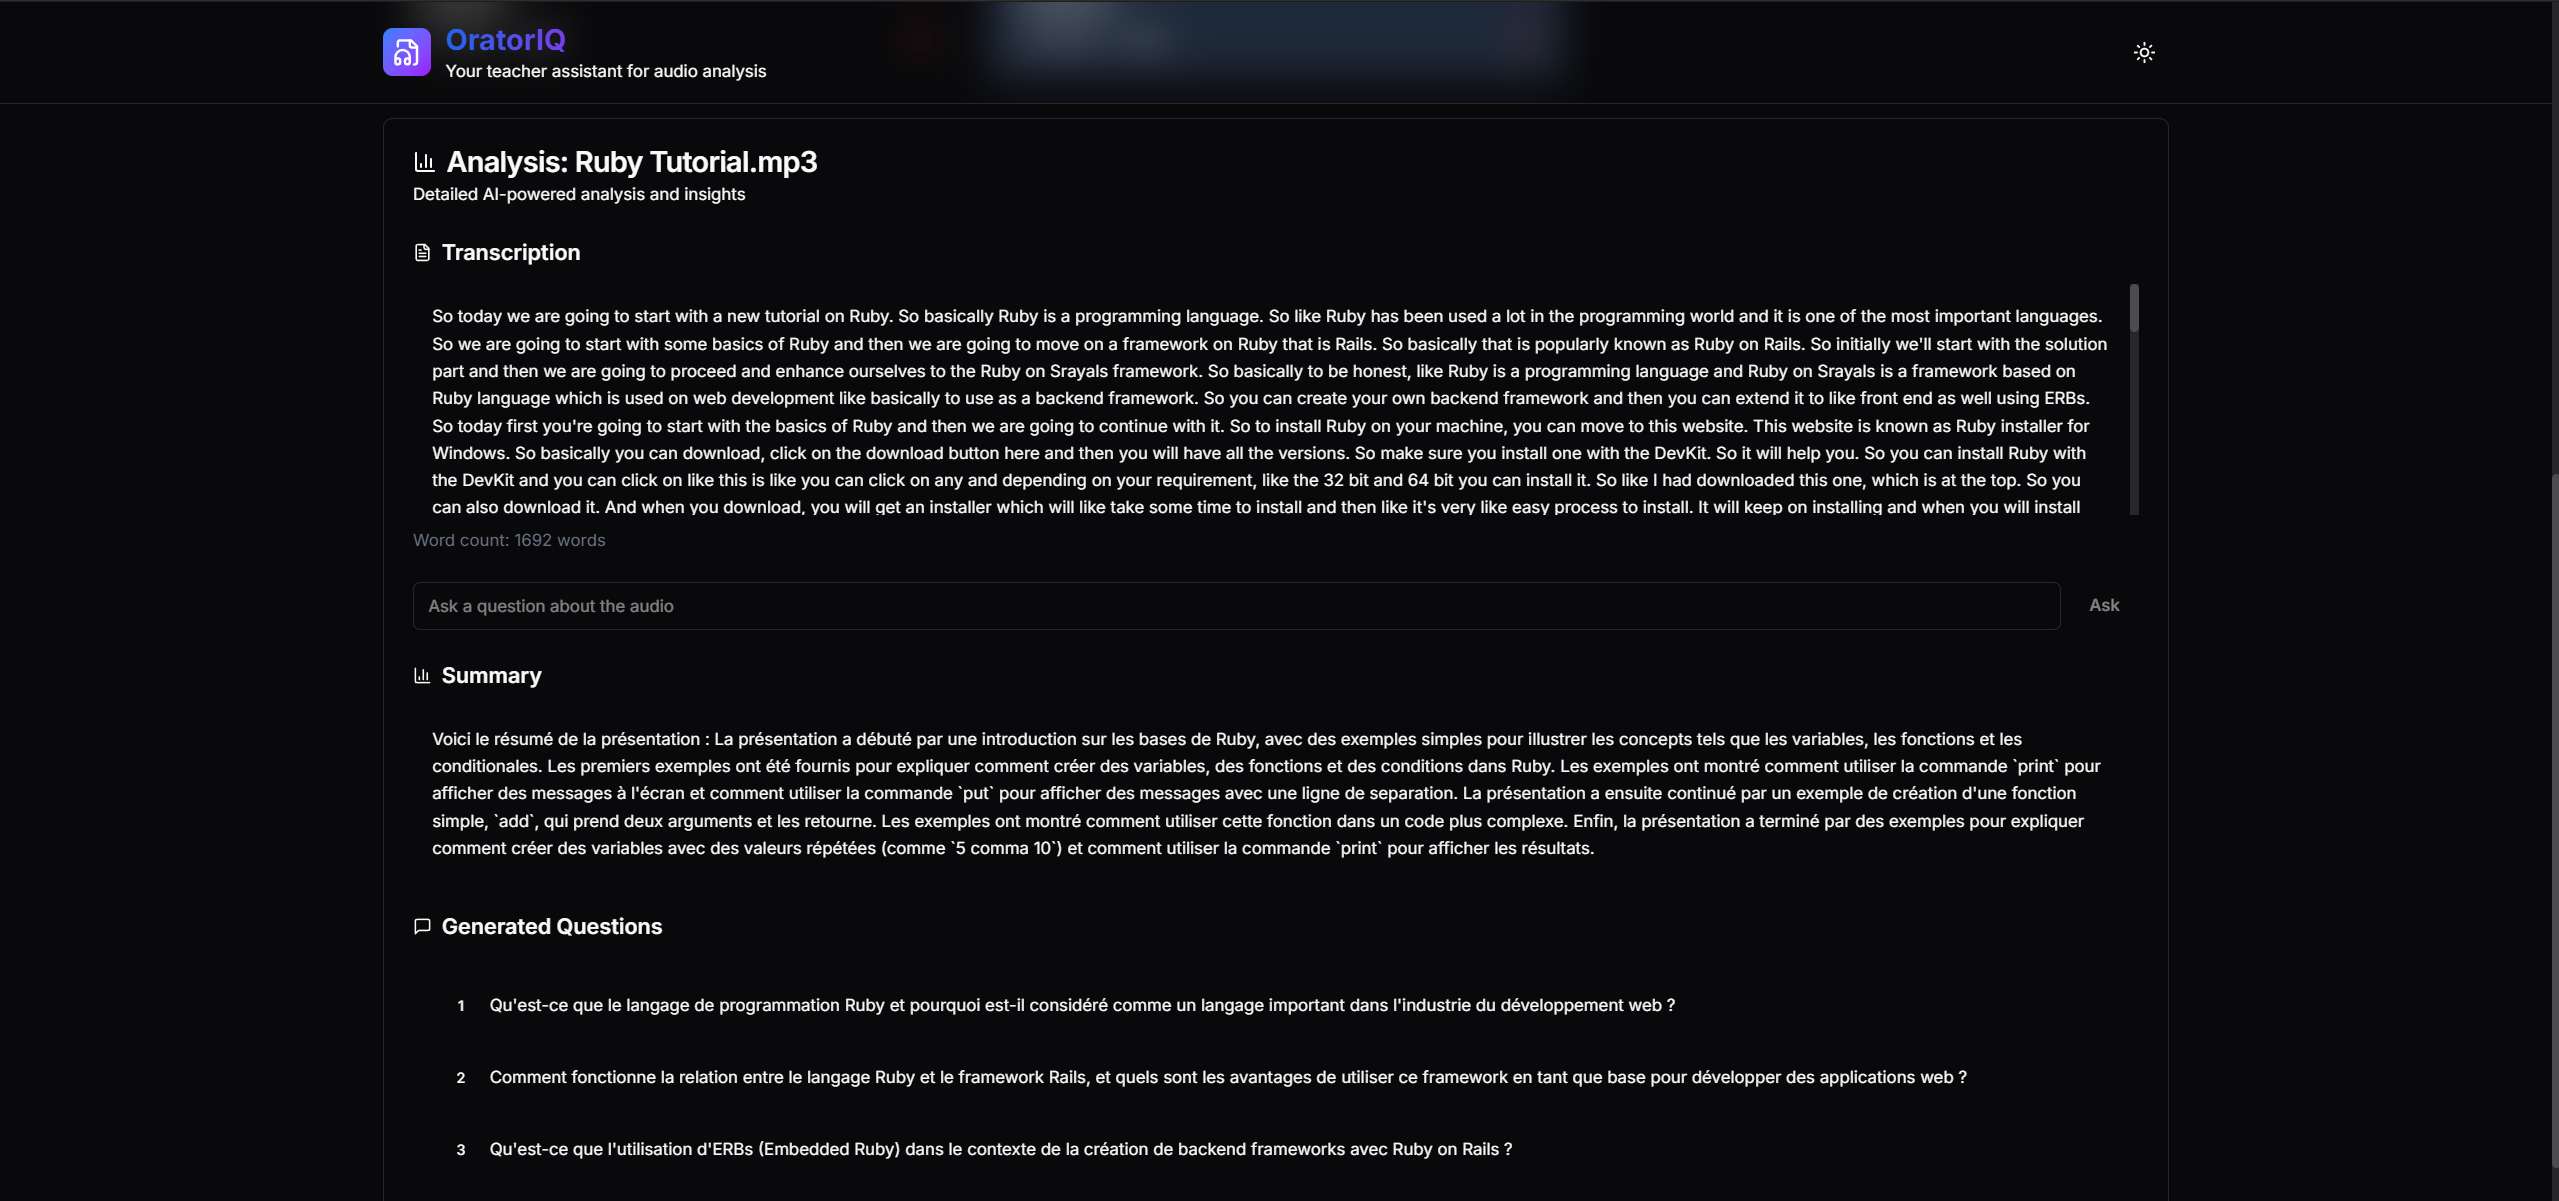 OratorIQ
Your teacher assistant for audio analysis
Analysis: Ruby Tutorial.mp3
Detailed AI-powered analysis and insights
Transcription
So today we are going to start with a new tutorial on Ruby. So basically Ruby is a programming language. So like Ruby has been used a lot in the programming world and it is one of the most important languages.
So we are going to start with some basics of Ruby and then we are going to move on a framework on Ruby that is Rails. So basically that is popularly known as Ruby on Rails. So initially we'll start with the solution
part and then we are going to proceed and enhance ourselves to the Ruby on Srayals framework. So basically to be honest, like Ruby is a programming language and Ruby on Srayals is a framework based on
Ruby language which is used on web development like basically to use as a backend framework. So you can create your own backend framework and then you can extend it to like front end as well using ERBs.
So today first you're going to start with the basics of Ruby and then we are going to continue with it. So to install Ruby on your machine, you can move to this website. This website is known as Ruby installer for
Windows. So basically you can download, click on the download button here and then you will have all the versions. So make sure you install one with the DevKit. So it will help you. So you can install Ruby with
the DevKit and you can click on like this is like you can click on any and depending on your requirement, like the 32 bit and 64 bit you can install it. So like I had downloaded this one, which is at the top. So you
can also download it. And when you download, you will get an installer which will like take some time to install and then like it's very like easy process to install. It will keep on installing and when you will install
Word count: 1692 words
Ask a question about the audio
Ask
Summary
Voici le résumé de la présentation : La présentation a débuté par une introduction sur les bases de Ruby, avec des exemples simples pour illustrer les concepts tels que les variables, les fonctions et les
conditionales. Les premiers exemples ont été fournis pour expliquer comment créer des variables, des fonctions et des conditions dans Ruby. Les exemples ont montré comment utiliser la commande `print` pour
afficher des messages à l'écran et comment utiliser la commande `put` pour afficher des messages avec une ligne de separation. La présentation a ensuite continué par un exemple de création d'une fonction
simple, `add`, qui prend deux arguments et les retourne. Les exemples ont montré comment utiliser cette fonction dans un code plus complexe. Enfin, la présentation a terminé par des exemples pour expliquer
comment créer des variables avec des valeurs répétées (comme `5 comma 10`) et comment utiliser la commande `print` pour afficher les résultats.
Generated Questions
1 Qu'est-ce que le langage de programmation Ruby et pourquoi est-il considéré comme un langage important dans l'industrie du développement web ?
2 Comment fonctionne la relation entre le langage Ruby et le framework Rails, et quels sont les avantages de utiliser ce framework en tant que base pour développer des applications web ?
3 Qu'est-ce que l'utilisation d'ERBs (Embedded Ruby) dans le contexte de la création de backend frameworks avec Ruby on Rails ?